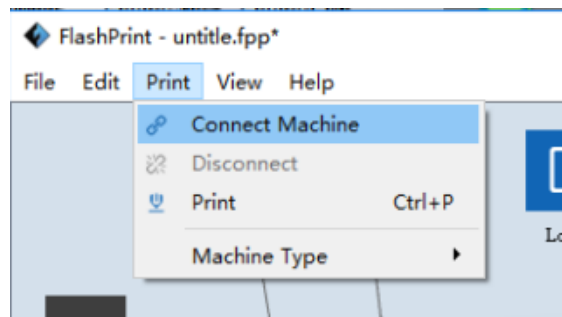 FlashPrint - untitle.fpp*
File Edit Print View Help
Connect Machine
Disconnect
Print Ctrl+P
Machine Type